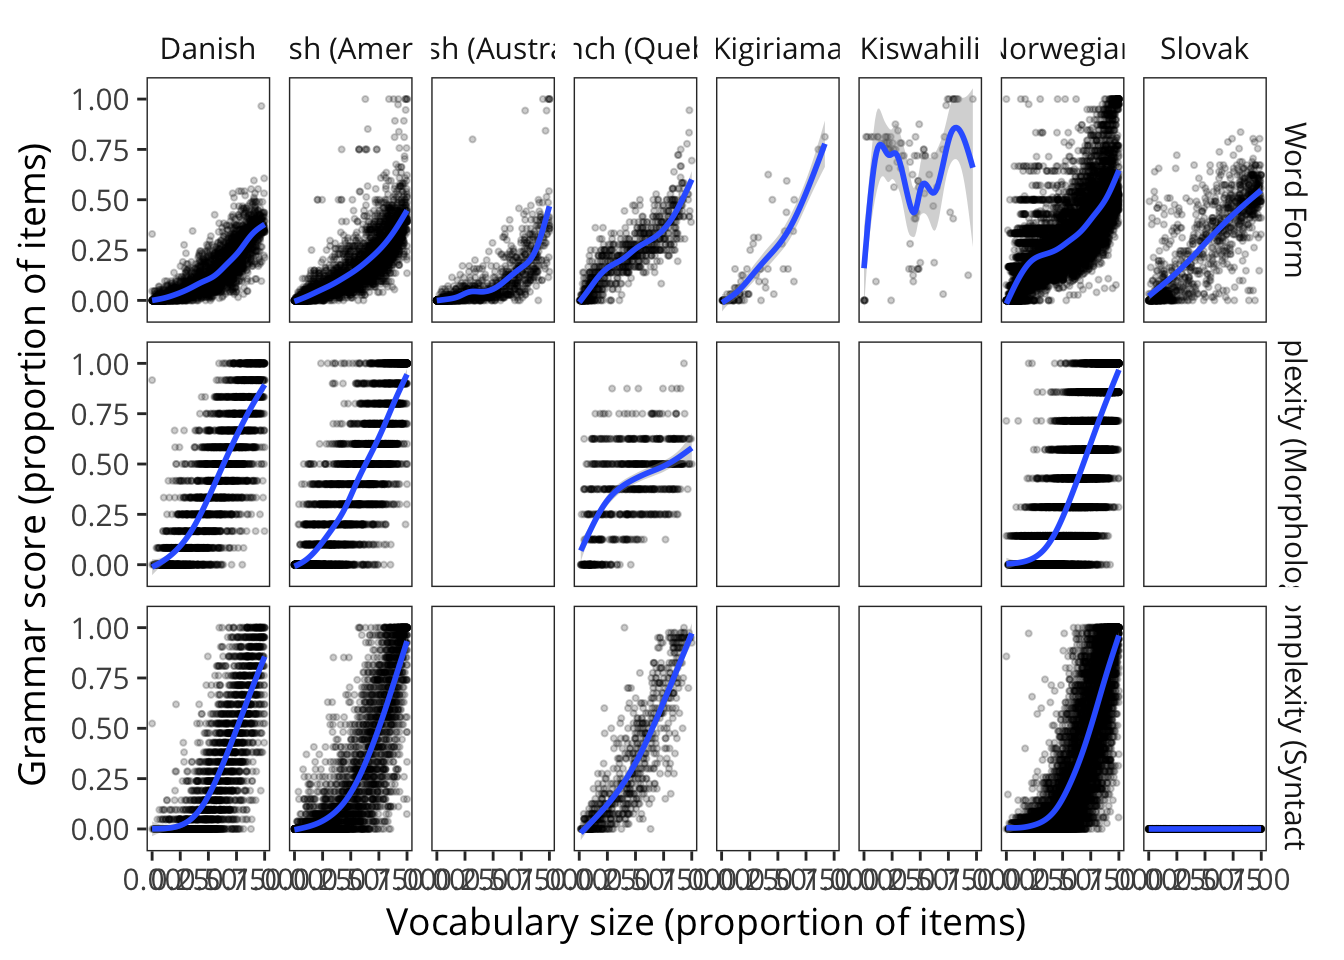 Danish
sh (Amer
sh (Austra
nch (Queb
Kigiriama
Kiswahili
Norwegian
Slovak
Grammar score (proportion of items)
1.00
0.75
0.50
0.25
0.00
Word Form
1.00
0.75
0.50
0.25
0.00
plexity (Morpholog
1.00
0.75
0.50
0.25
0.00
omplexity (Syntact
Vocabulary size (proportion of items)